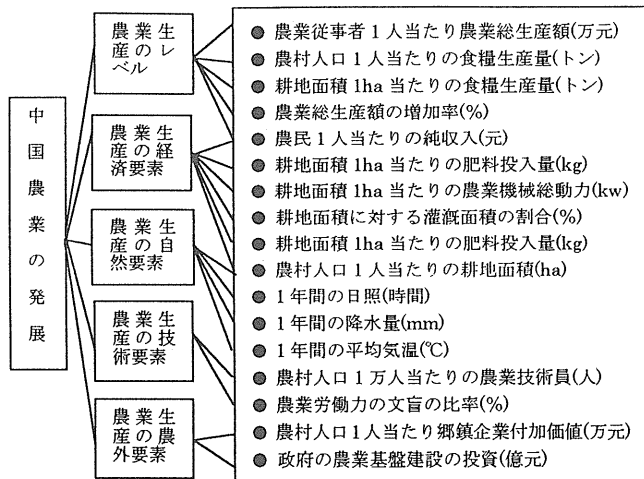 中国農業の発展
農業生
産のレ
ベル
農業生
産の経
済要素
農業生
産の自
然要素
農業生
産の技
術要素
農業生
産の農
外要素
● 農業従事者1人当たり農業総生産額(万元)
● 農村人口1人当たりの食糧生産量(トン)
● 耕地面積1ha当たりの食糧生産量(トン)
● 農業総生産額の増加率(%)
● 農民1人当たりの純収入(元)
● 耕地面積1ha当たりの肥料投入量(kg)
● 耕地面積1ha当たりの農業機械総動力(kw)
● 耕地面積に対する灌漑面積の割合(%)
● 耕地面積1ha当たりの肥料投入量(kg)
● 農村人口1人当たりの耕地面積(ha)
● 1年間の日照(時間)
● 1年間の降水量(mm)
● 1年間の平均気温(℃)
● 農村人口1万人当たりの農業技術員(人)
● 農業労働力の文盲の比率(%)
● 農村人口1人当たり郷鎮企業付加価値(万元)
● 政府の農業基盤建設の投資(億元)